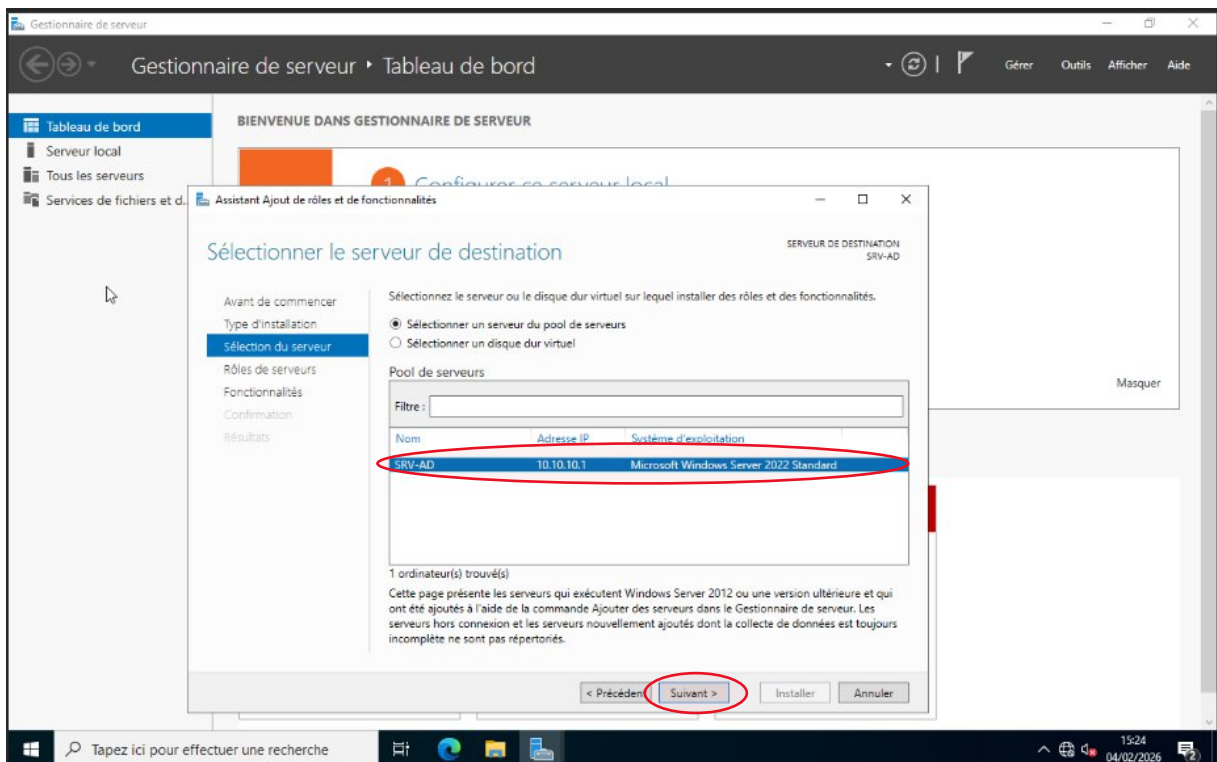 Gestionnaire de serveur
Gestionnaire de serveur ‣ Tableau de bord
Gérer Outils Afficher Aide
Tableau de bord
Serveur local
Tous les serveurs
Services de fichiers et d...
BIENVENUE DANS GESTIONNAIRE DE SERVEUR
1 Configurer ce serveur local
Masquer
Assistant Ajout de rôles et de fonctionnalités
Sélectionner le serveur de destination
SERVEUR DE DESTINATION
SRV-AD
Avant de commencer
Type d'installation
Sélection du serveur
Rôles de serveurs
Fonctionnalités
Confirmation
Résultats
Sélectionnez le serveur ou le disque dur virtuel sur lequel installer des rôles et des fonctionnalités.
Sélectionner un serveur du pool de serveurs
Sélectionner un disque dur virtuel
Pool de serveurs
Filtre :
Nom Adresse IP Système d'exploitation
SRV-AD 10.10.10.1 Microsoft Windows Server 2022 Standard
1 ordinateur(s) trouvé(s)
Cette page présente les serveurs qui exécutent Windows Server 2012 ou une version ultérieure et qui
ont été ajoutés à l'aide de la commande Ajouter des serveurs dans le Gestionnaire de serveur. Les
serveurs hors connexion et les serveurs nouvellement ajoutés dont la collecte de données est toujours
incomplète ne sont pas répertoriés.
< Précédent Suivant > Installer Annuler
Tapez ici pour effectuer une recherche
15:24
04/02/2026
2